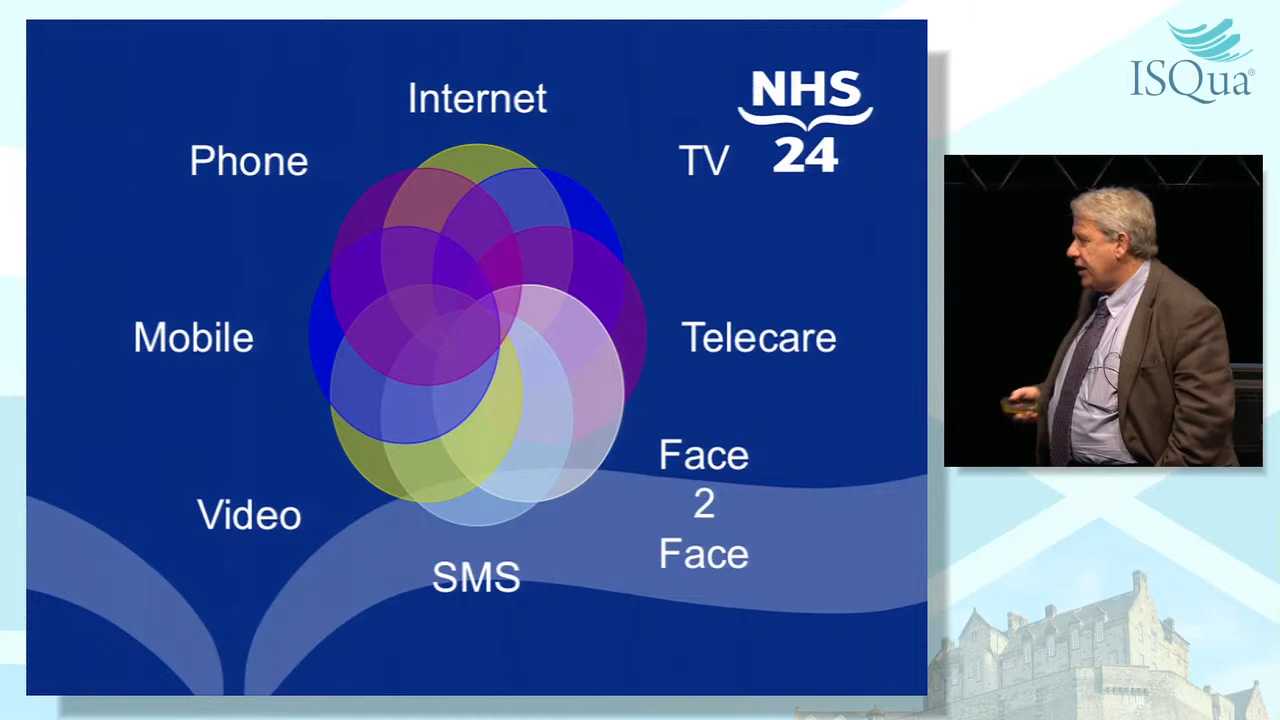 Internet
NHS
24
Phone
TV
Mobile
Telecare
Video
Face
2
Face
SMS
ISQua®